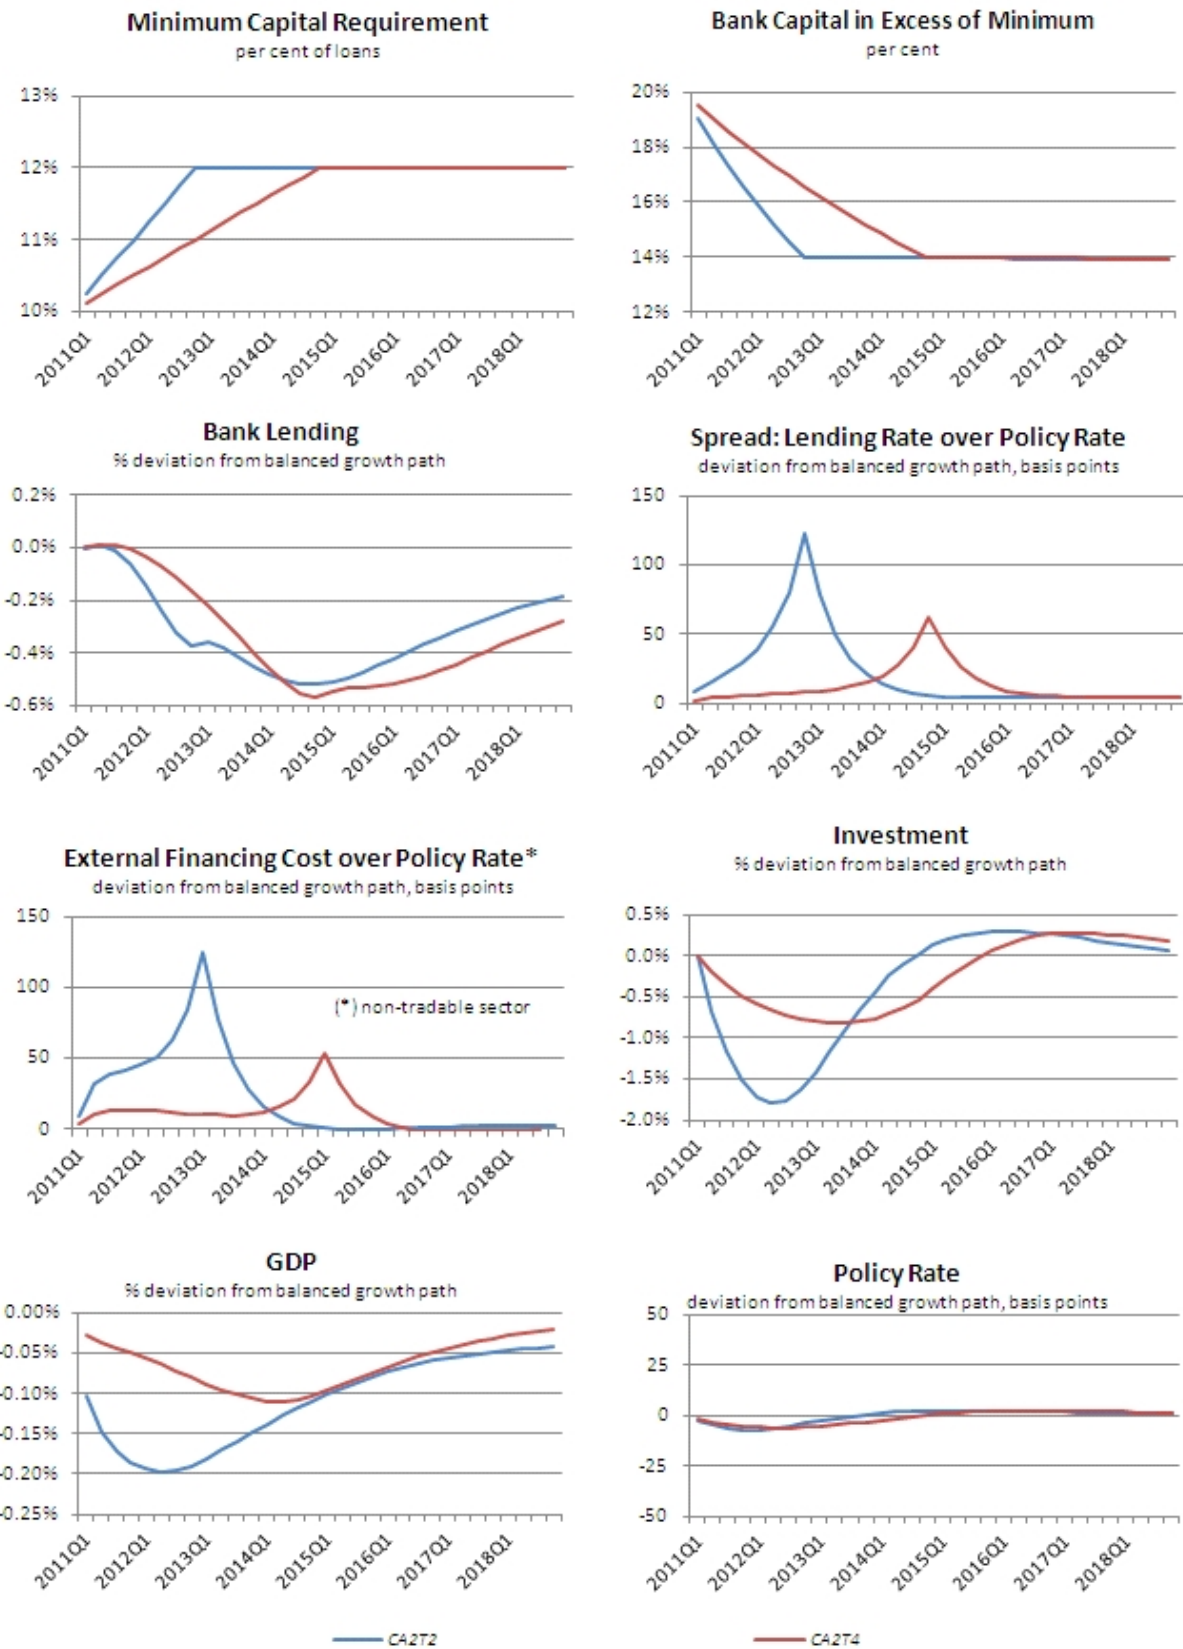 Minimum Capital Requirement
per cent of loans
13%
12%
11%
10%
2011Q1 2012Q1 2013Q1 2014Q1 2015Q1 2016Q1 2017Q1 2018Q1
Bank Capital in Excess of Minimum
per cent
20%
18%
16%
14%
12%
2011Q1 2012Q1 2013Q1 2014Q1 2015Q1 2016Q1 2017Q1 2018Q1
Bank Lending
% deviation from balanced growth path
0.2%
0.0%
-0.2%
-0.4%
-0.6%
2011Q1 2012Q1 2013Q1 2014Q1 2015Q1 2016Q1 2017Q1 2018Q1
Spread: Lending Rate over Policy Rate
deviation from balanced growth path, basis points
150
100
50
0
2011Q1 2012Q1 2013Q1 2014Q1 2015Q1 2016Q1 2017Q1 2018Q1
External Financing Cost over Policy Rate*
deviation from balanced growth path, basis points
150
100
(*) non-tradable sector
50
0
2011Q1 2012Q1 2013Q1 2014Q1 2015Q1 2016Q1 2017Q1 2018Q1
Investment
% deviation from balanced growth path
0.5%
0.0%
-0.5%
-1.0%
-1.5%
-2.0%
2011Q1 2012Q1 2013Q1 2014Q1 2015Q1 2016Q1 2017Q1 2018Q1
GDP
% deviation from balanced growth path
0.00%
-0.05%
-0.10%
-0.15%
-0.20%
-0.25%
2011Q1 2012Q1 2013Q1 2014Q1 2015Q1 2016Q1 2017Q1 2018Q1
Policy Rate
deviation from balanced growth path, basis points
50
25
0
-25
-50
2011Q1 2012Q1 2013Q1 2014Q1 2015Q1 2016Q1 2017Q1 2018Q1
CA2T2 CA2T4